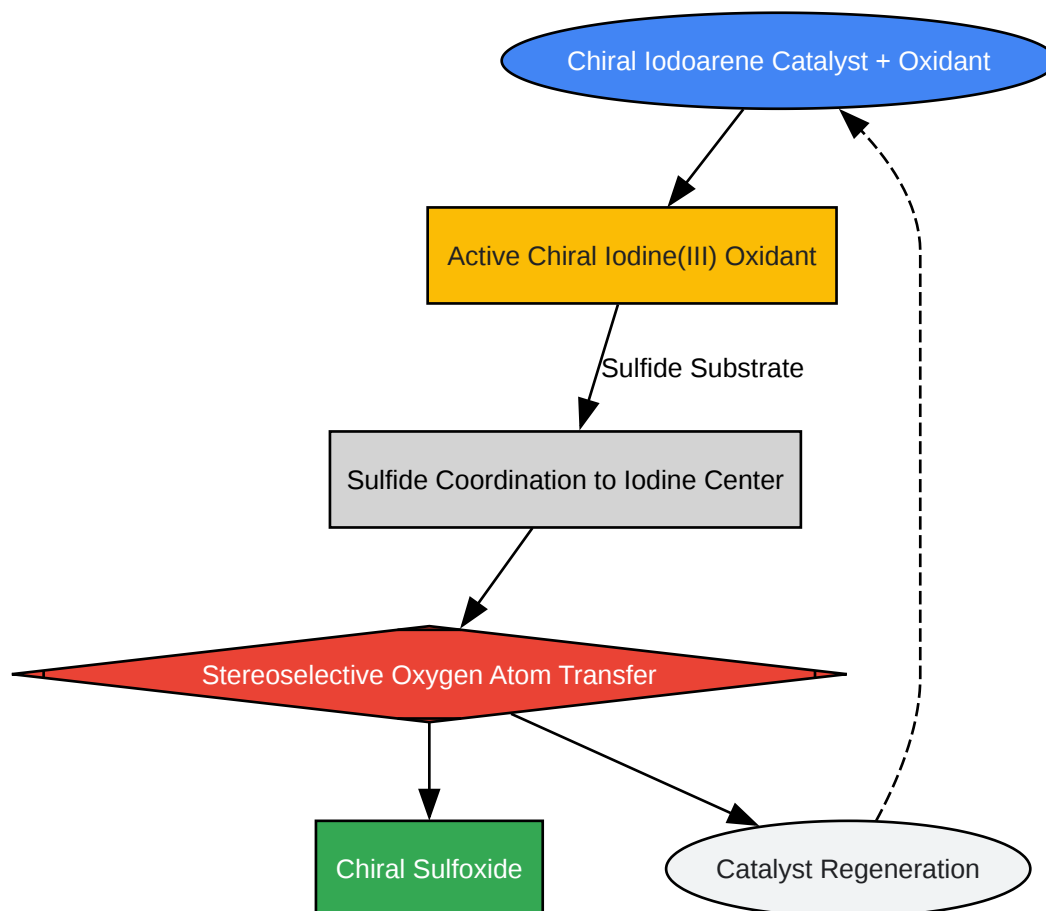 Chiral Iodoarene Catalyst + Oxidant
Active Chiral Iodine(III) Oxidant
Sulfide Substrate
Sulfide Coordination to Iodine Center
Stereoselective Oxygen Atom Transfer
Chiral Sulfoxide
Catalyst Regeneration